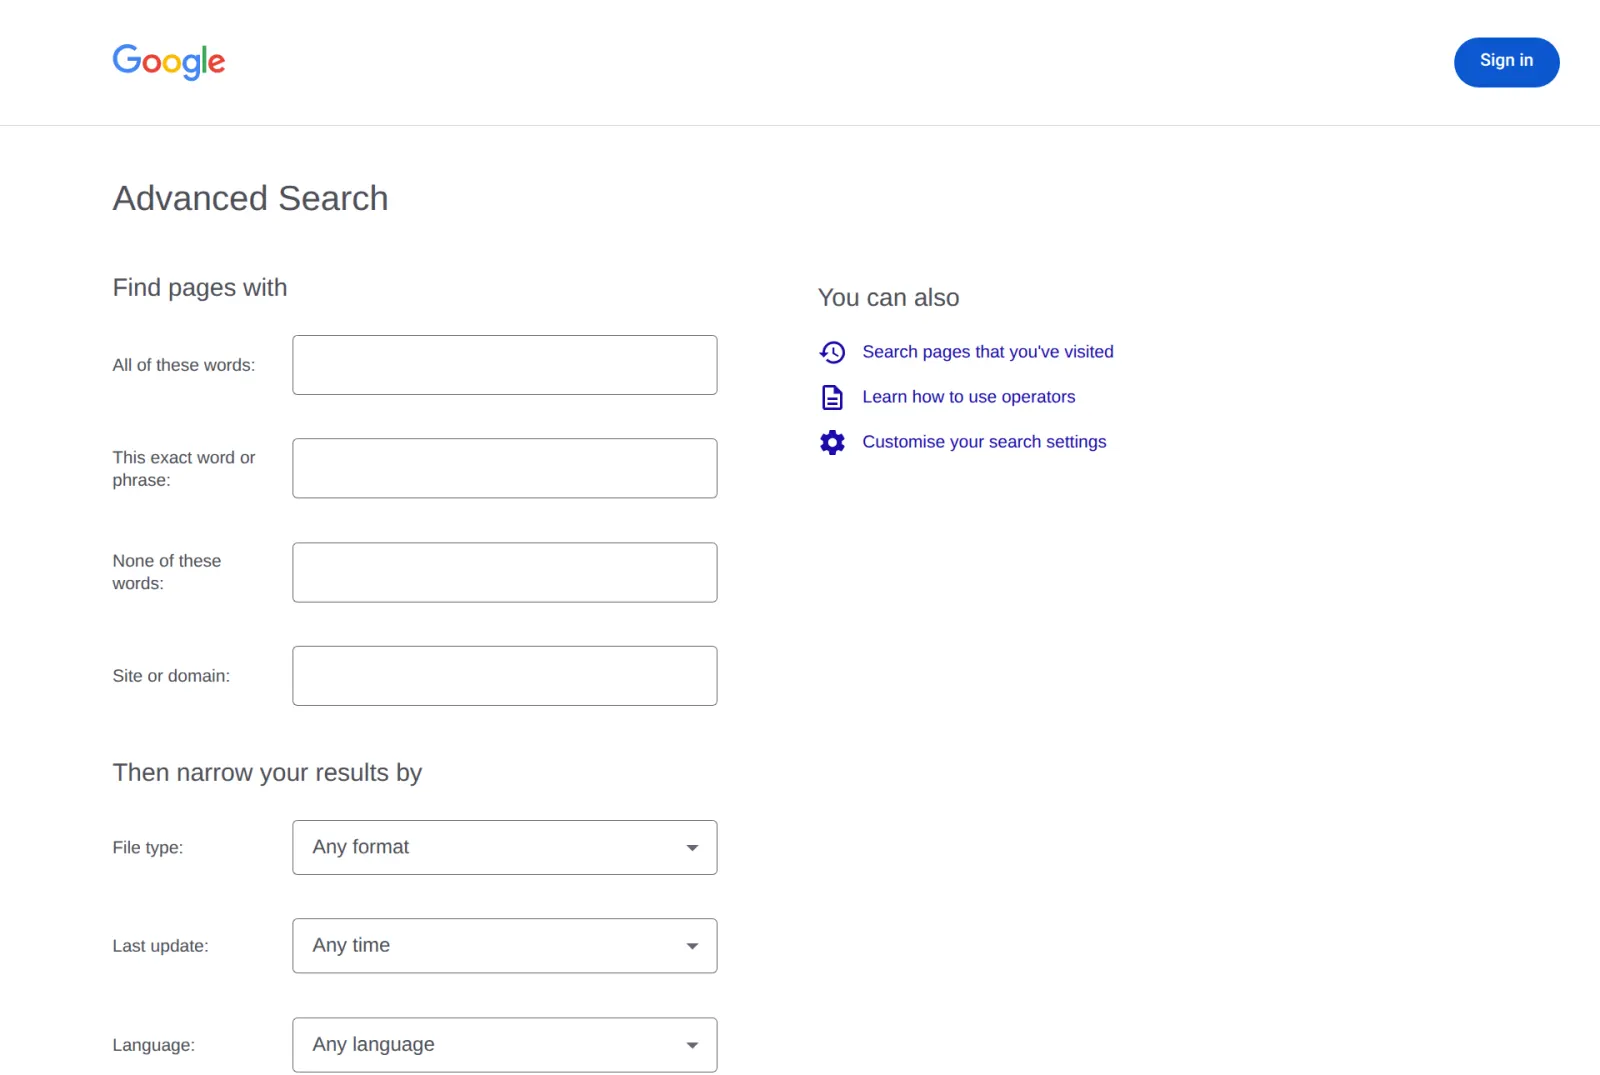 Google
Sign in
Advanced Search
Find pages with
All of these words:
This exact word or
phrase:
None of these
words:
Site or domain:
You can also
Search pages that you've visited
Learn how to use operators
Customise your search settings
Then narrow your results by
File type:
Any format
Last update:
Any time
Language:
Any language